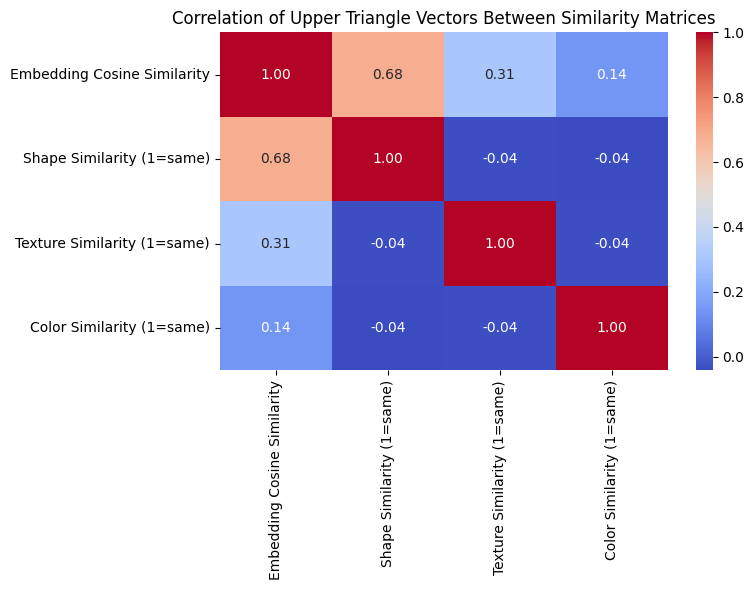 Correlation of Upper Triangle Vectors Between Similarity Matrices
Embedding Cosine Similarity
1.00 0.68 0.31 0.14
Shape Similarity (1=same)
0.68 1.00 -0.04 -0.04
Texture Similarity (1=same)
0.31 -0.04 1.00 -0.04
Color Similarity (1=same)
0.14 -0.04 -0.04 1.00
Embedding Cosine Similarity
Shape Similarity (1=same)
Texture Similarity (1=same)
Color Similarity (1=same)
1.0
0.8
0.6
0.4
0.2
0.0